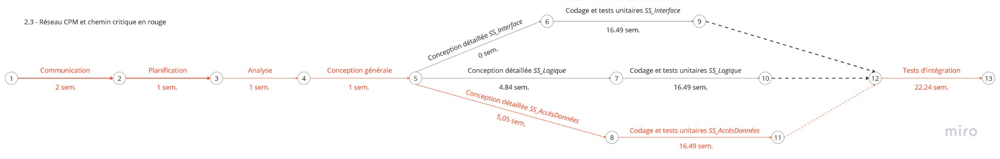 2.3 - Réseau CPM et chemin critique en rouge
Codage et tests unitaires SS_Interface
6
9
16.49 sem.
Conception détaillée SS_Interface
0 sem.
Communication
Planification
Analyse
Conception générale
Conception détaillée SS_Logique
Codage et tests unitaires SS_Logique
Tests d’intégration
1
2
3
4
5
7
10
12
13
2 sem.
1 sem.
1 sem.
1 sem.
4.84 sem.
16.49 sem.
22.24 sem.
Conception détaillée SS_AccèsDonnées
5,05 sem.
Codage et tests unitaires SS_AccèsDonnées
8
11
16.49 sem.
miro